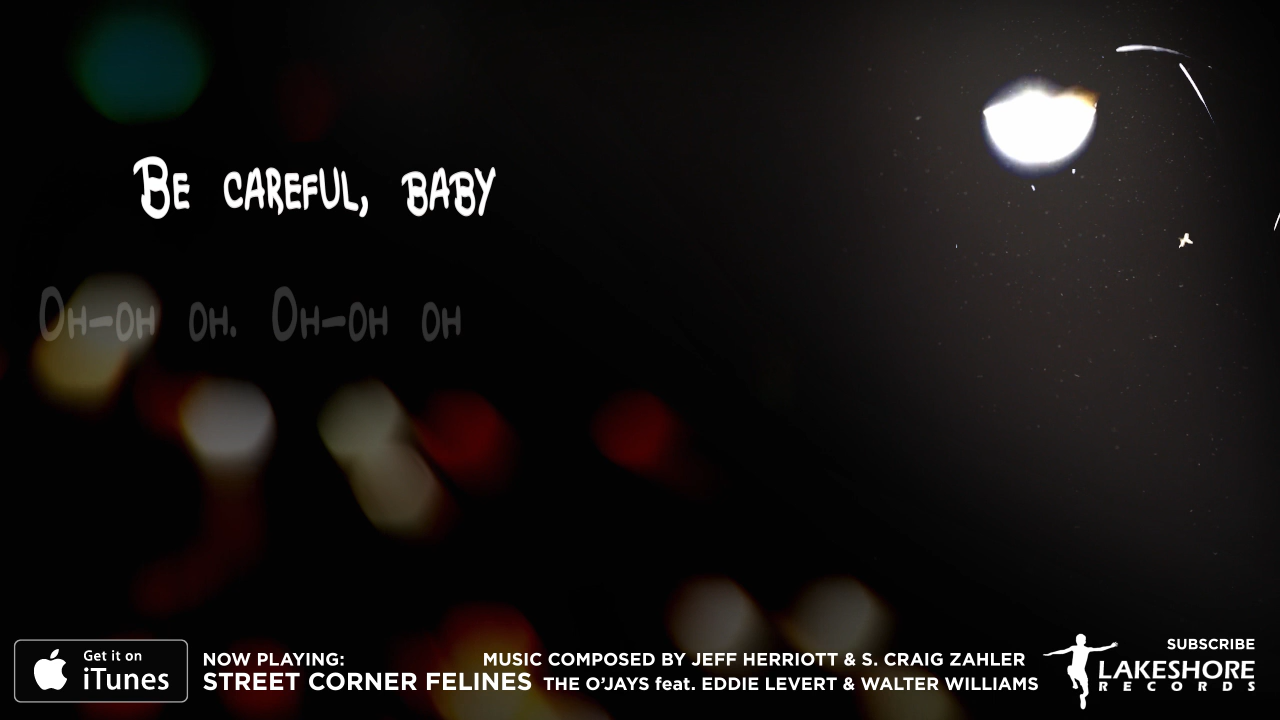 Be careful, baby
Oh-oh oh. Oh-oh oh
Get it on
iTunes
NOW PLAYING:
STREET CORNER FELINES
MUSIC COMPOSED BY JEFF HERRIOTT & S. CRAIG ZAHLER
THE O'JAYS feat. EDDIE LEVERT & WALTER WILLIAMS
SUBSCRIBE
LAKESHORE
RECORDS